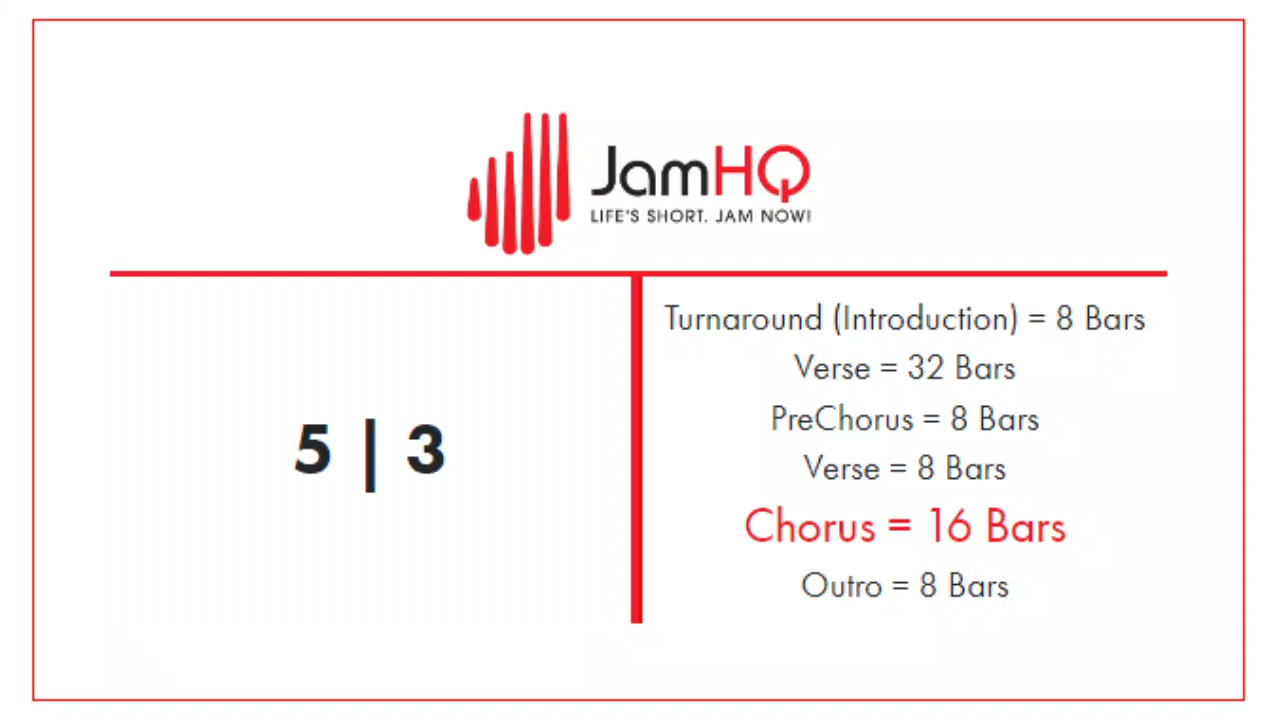 JamHQ
LIFE'S SHORT. JAM NOW!
5 | 3
Turnaround (Introduction) = 8 Bars
Verse = 32 Bars
PreChorus = 8 Bars
Verse = 8 Bars
Chorus = 16 Bars
Outro = 8 Bars